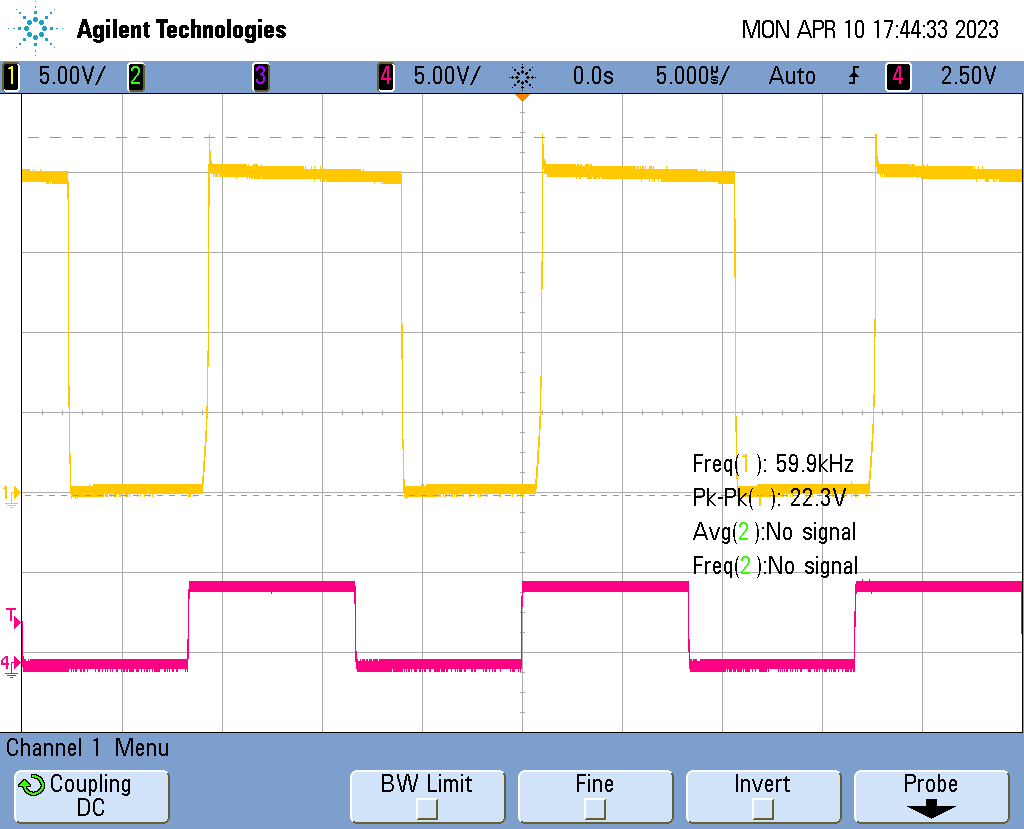 Agilent Technologies
MON APR 10 17:44:33 2023
1 5.00V/ 2 3 4 5.00V/ 0.0s 5.000µs/ Auto 4 2.50V
1
T
4
Freq(1): 59.9kHz
Pk-Pk(1): 22.3V
Avg(2):No signal
Freq(2):No signal
Channel 1 Menu
Coupling
DC
BW Limit
Fine
Invert
Probe